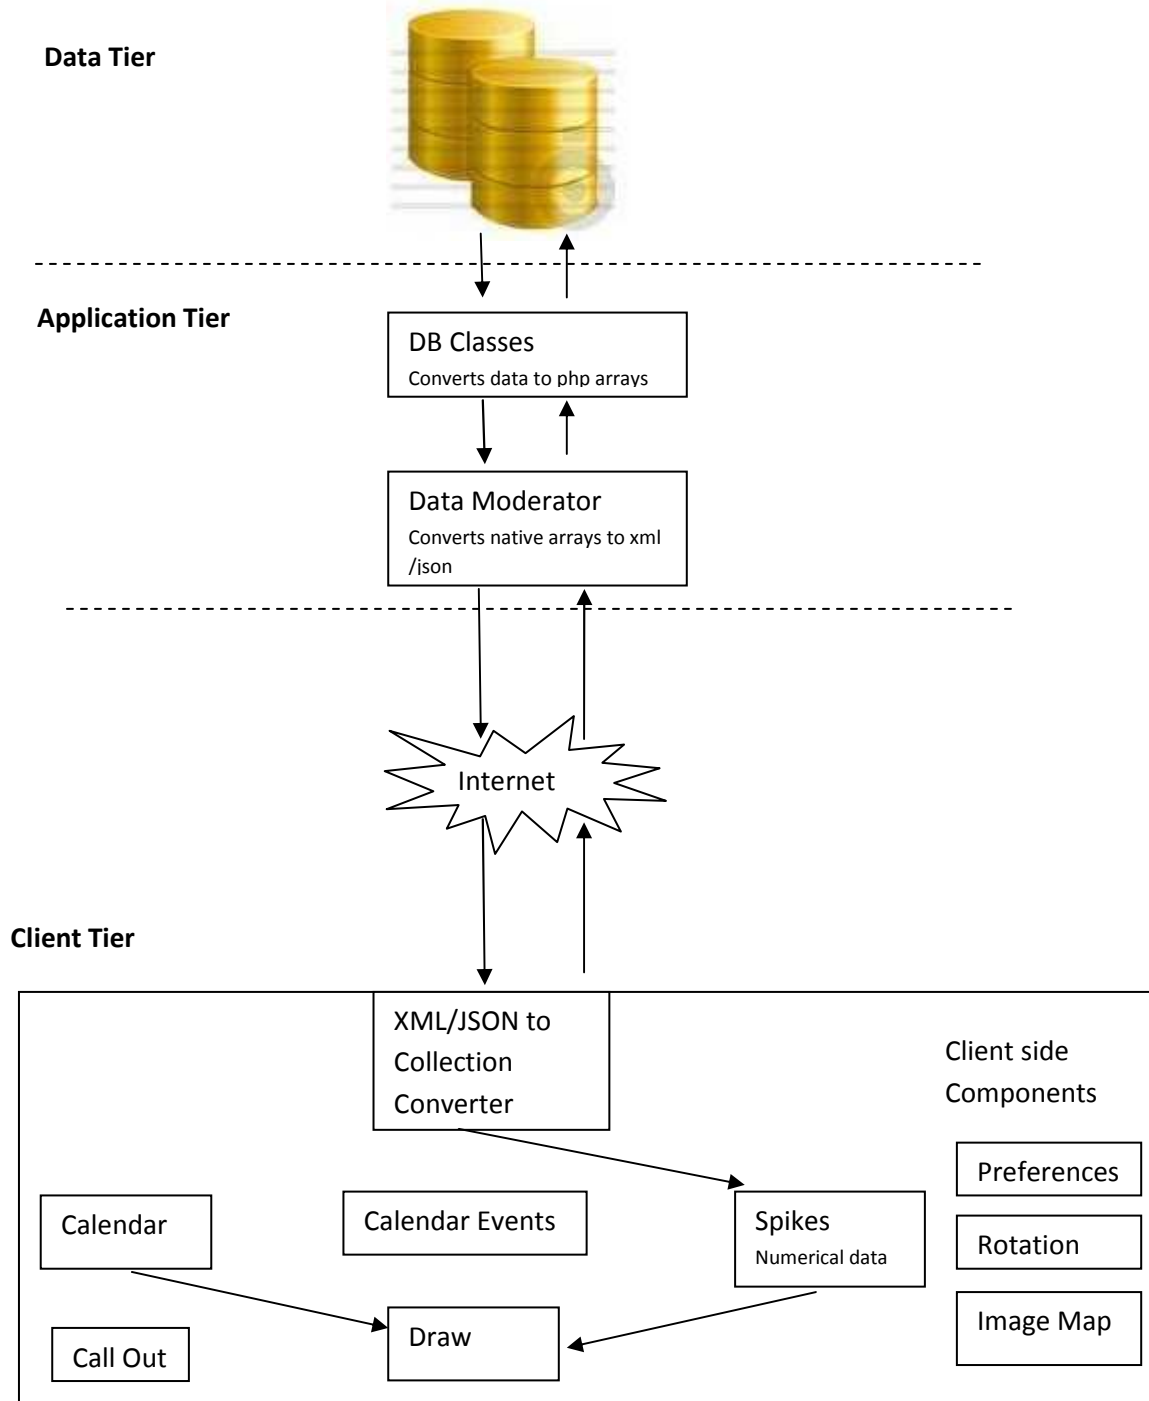 Data Tier
Application Tier
DB Classes
Converts data to php arrays
Data Moderator
Converts native arrays to xml
/json
Internet
Client Tier
XML/JSON to
Collection
Converter
Client side
Components
Preferences
Calendar
Calendar Events
Spikes
Numerical data
Rotation
Draw
Image Map
Call Out